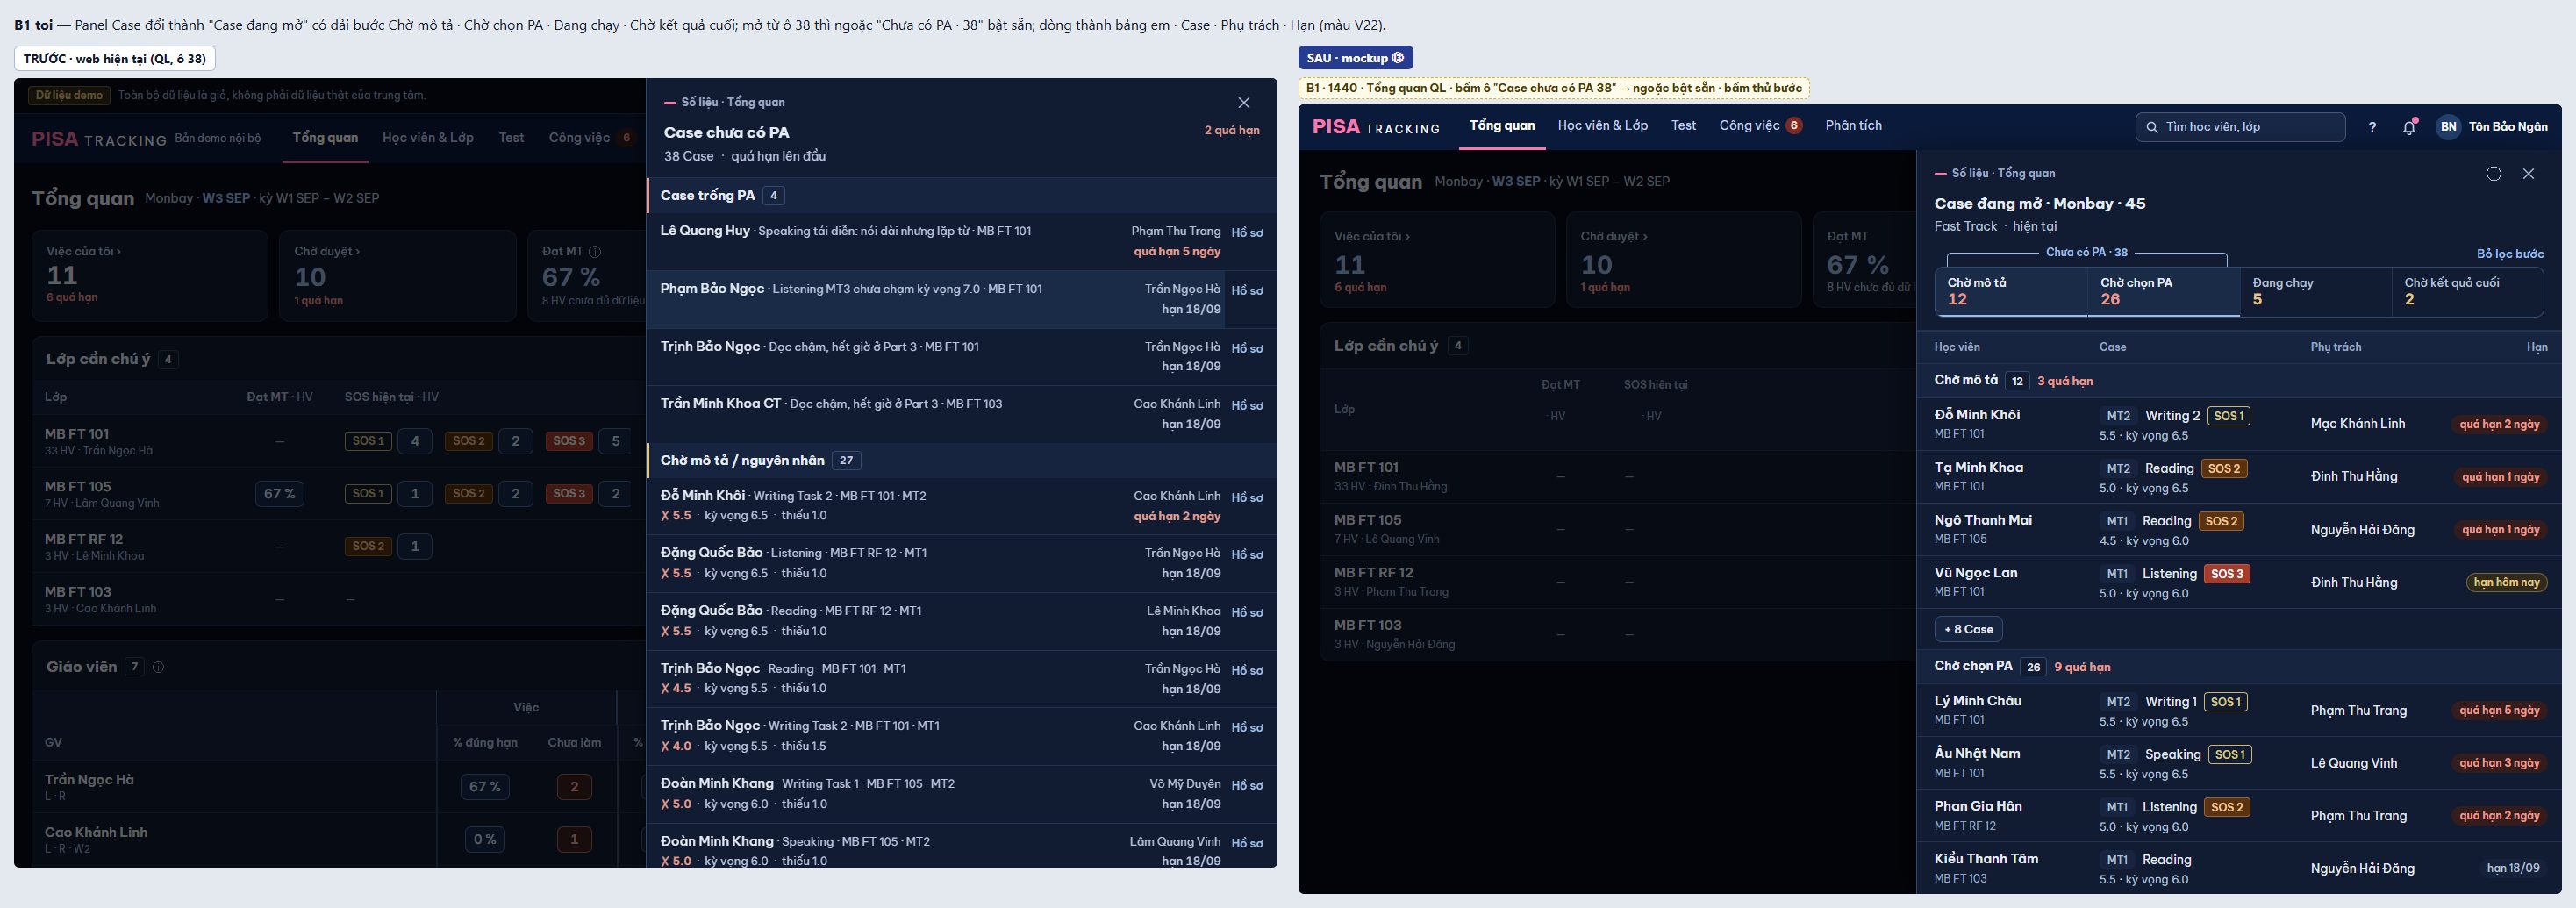 B1 toi — Panel Case đổi thành "Case đang mở" có dải bước Chờ mô tả · Chờ chọn PA · Đang chạy · Chờ kết quả cuối; mở từ ô 38 thì ngoặc "Chưa có PA · 38" bật sẵn; dòng thành bảng em · Case · Phụ trách · Hạn (màu V22).
TRƯỚC · web hiện tại (QL, ô 38)
Dữ liệu demo Toàn bộ dữ liệu là giả, không phải dữ liệu thật của trung tâm.
PISA TRACKING Bản demo nội bộ Tổng quan Học viên & Lớp Test Công việc 6
Tổng quan Monbay · W3 SEP · kỳ W1 SEP – W2 SEP
Việc của tôi › Chờ duyệt › Đạt MT
11 10 67 %
6 quá hạn 1 quá hạn 8 HV chưa đủ dữ liệu
Lớp cần chú ý 4
Lớp Đạt MT · HV SOS hiện tại · HV
MB FT 101 — SOS 1 4 SOS 2 2 SOS 3 5
33 HV · Trần Ngọc Hà
MB FT 105 67 % SOS 1 1 SOS 2 2 SOS 3 2
7 HV · Lâm Quang Vinh
MB FT RF 12 — SOS 2 1
3 HV · Lê Minh Khoa
MB FT 103 — —
3 HV · Cao Khánh Linh
Giáo viên 7
Việc
GV % đúng hạn Chưa làm %
Trần Ngọc Hà 67 % 2
L · R
Cao Khánh Linh 0 % 1
L · R · W2
Số liệu · Tổng quan
Case chưa có PA 2 quá hạn
38 Case · quá hạn lên đầu
Case trống PA 4
Lê Quang Huy · Speaking tái diễn: nói dài nhưng lặp từ · MB FT 101 Phạm Thu Trang Hồ sơ
quá hạn 5 ngày
Phạm Bảo Ngọc · Listening MT3 chưa chạm kỳ vọng 7.0 · MB FT 101 Trần Ngọc Hà Hồ sơ
hạn 18/09
Trịnh Bảo Ngọc · Đọc chậm, hết giờ ở Part 3 · MB FT 101 Trần Ngọc Hà Hồ sơ
hạn 18/09
Trần Minh Khoa CT · Đọc chậm, hết giờ ở Part 3 · MB FT 103 Cao Khánh Linh Hồ sơ
hạn 18/09
Chờ mô tả / nguyên nhân 27
Đỗ Minh Khôi · Writing Task 2 · MB FT 101 · MT2 Cao Khánh Linh Hồ sơ
✗ 5.5 · kỳ vọng 6.5 · thiếu 1.0 quá hạn 2 ngày
Đặng Quốc Bảo · Listening · MB FT RF 12 · MT1 Trần Ngọc Hà Hồ sơ
✗ 5.5 · kỳ vọng 6.5 · thiếu 1.0 hạn 18/09
Đặng Quốc Bảo · Reading · MB FT RF 12 · MT1 Lê Minh Khoa Hồ sơ
✗ 5.5 · kỳ vọng 6.5 · thiếu 1.0 hạn 18/09
Trịnh Bảo Ngọc · Reading · MB FT 101 · MT1 Trần Ngọc Hà Hồ sơ
✗ 4.5 · kỳ vọng 5.5 · thiếu 1.0 hạn 18/09
Trịnh Bảo Ngọc · Writing Task 2 · MB FT 101 · MT1 Cao Khánh Linh Hồ sơ
✗ 4.0 · kỳ vọng 5.5 · thiếu 1.5 hạn 18/09
Đoàn Minh Khang · Writing Task 1 · MB FT 105 · MT2 Võ Mỹ Duyên Hồ sơ
✗ 5.0 · kỳ vọng 6.0 · thiếu 1.0 hạn 18/09
Đoàn Minh Khang · Speaking · MB FT 105 · MT2 Lâm Quang Vinh Hồ sơ
✗ 5.0 · kỳ vọng 6.0 · thiếu 1.0 hạn 18/09
SAU · mockup
B1 · 1440 · Tổng quan QL · bấm ô "Case chưa có PA 38" → ngoặc bật sẵn · bấm thử bước
PISA TRACKING Tổng quan Học viên & Lớp Test Công việc 6 Phân tích Tìm học viên, lớp ? BN Tôn Bảo Ngân
Tổng quan Monbay · W3 SEP · kỳ W1 SEP – W2 SEP
Việc của tôi › Chờ duyệt › Đạt MT
11 10 67 %
6 quá hạn 1 quá hạn 8 HV chưa đủ dữ l
Lớp cần chú ý 4
Đạt MT SOS hiện tại
Lớp · HV · HV
MB FT 101 — —
33 HV · Đinh Thu Hằng
MB FT 105 — —
7 HV · Lê Quang Vinh
MB FT RF 12 — —
3 HV · Phạm Thu Trang
MB FT 103 — —
3 HV · Nguyễn Hải Đăng
Số liệu · Tổng quan
Case đang mở · Monbay · 45
Fast Track · hiện tại
Chưa có PA · 38 Bỏ lọc bước
Chờ mô tả Chờ chọn PA Đang chạy Chờ kết quả cuối
12 26 5 2
Học viên Case Phụ trách Hạn
Chờ mô tả 12 3 quá hạn
Đỗ Minh Khôi MT2 Writing 2 SOS 1 Mạc Khánh Linh quá hạn 2 ngày
MB FT 101 5.5 · kỳ vọng 6.5
Tạ Minh Khoa MT2 Reading SOS 2 Đinh Thu Hằng quá hạn 1 ngày
MB FT 101 5.0 · kỳ vọng 6.5
Ngô Thanh Mai MT1 Reading SOS 2 Nguyễn Hải Đăng quá hạn 1 ngày
MB FT 105 4.5 · kỳ vọng 6.0
Vũ Ngọc Lan MT1 Listening SOS 3 Đinh Thu Hằng hạn hôm nay
MB FT 101 5.0 · kỳ vọng 6.0
+ 8 Case
Chờ chọn PA 26 9 quá hạn
Lý Minh Châu MT2 Writing 1 SOS 1 Phạm Thu Trang quá hạn 5 ngày
MB FT 101 5.5 · kỳ vọng 6.5
Âu Nhật Nam MT2 Speaking SOS 1 Lê Quang Vinh quá hạn 3 ngày
MB FT 101 5.5 · kỳ vọng 6.5
Phan Gia Hân MT1 Listening SOS 2 Phạm Thu Trang quá hạn 2 ngày
MB FT RF 12 5.0 · kỳ vọng 6.0
Kiều Thanh Tâm MT1 Reading Nguyễn Hải Đăng hạn 18/09
MB FT 103 5.5 · kỳ vọng 6.0